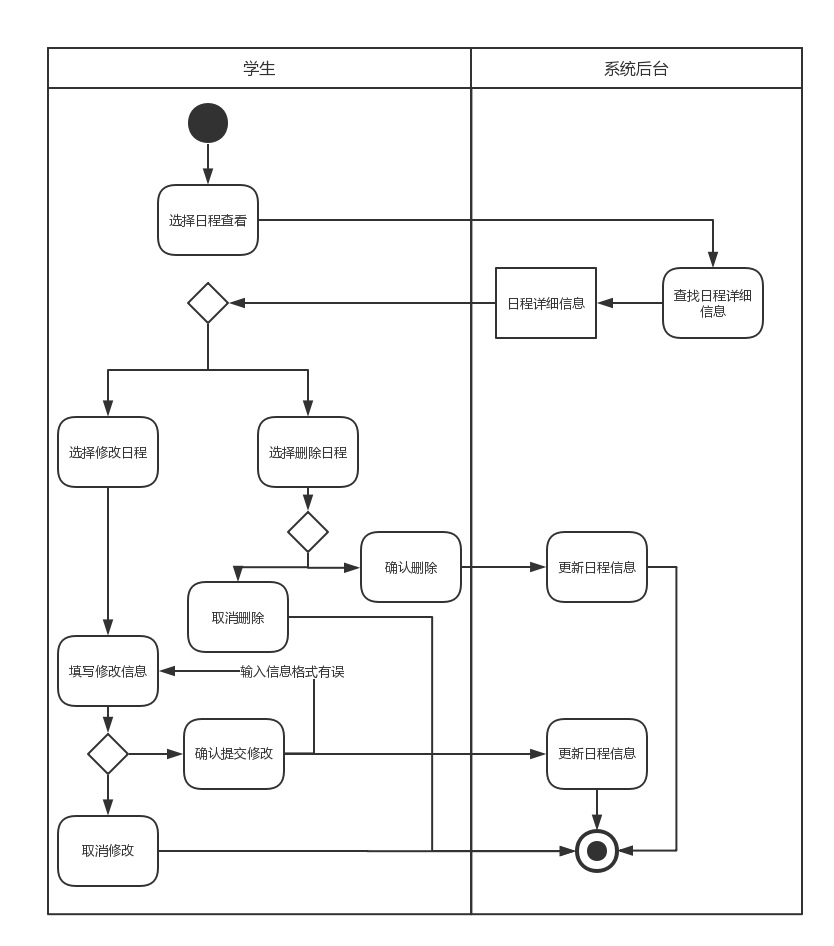 学生
系统后台
选择日程查看
日程详细信息
查找日程详细
信息
选择修改日程
选择删除日程
确认删除
更新日程信息
取消删除
填写修改信息
输入信息格式有误
确认提交修改
更新日程信息
取消修改